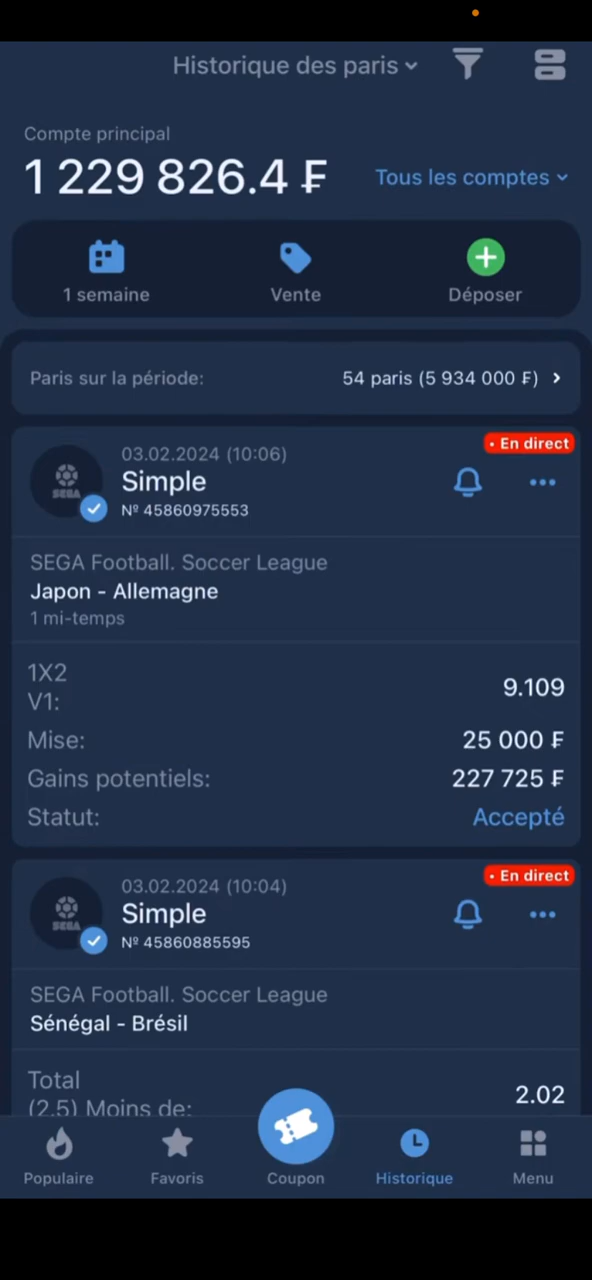 Historique des paris
Compte principal
1 229 826.4 ₣
Tous les comptes
1 semaine
Vente
Déposer
Paris sur la période:
54 paris (5 934 000 ₣)
• En direct
03.02.2024 (10:06)
Simple
Nº 45860975553
SEGA
SEGA Football. Soccer League
Japon - Allemagne
1 mi-temps
1X2
V1:
9.109
Mise:
25 000 ₣
Gains potentiels:
227 725 ₣
Statut:
Accepté
• En direct
03.02.2024 (10:04)
Simple
Nº 45860885595
SEGA
SEGA Football. Soccer League
Sénégal - Brésil
Total
(2.5) Moins de:
2.02
Populaire
Favoris
Coupon
Historique
Menu